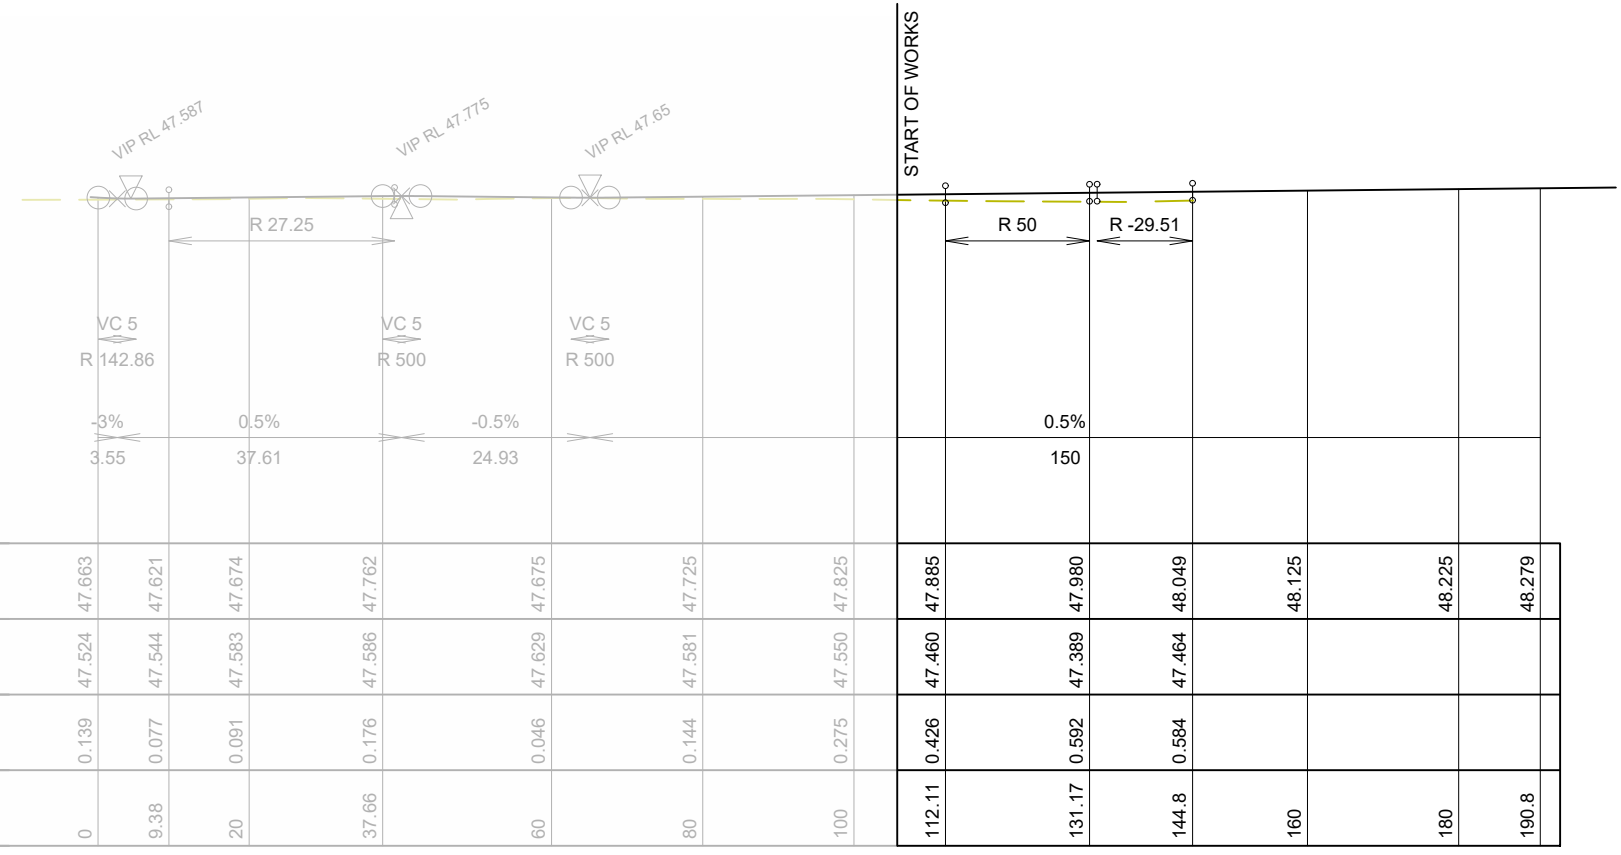 START OF WORKS
VIP RL 47.587
VIP RL 47.775
VIP RL 47.65
R 27.25
R 50
R -29.51
VC 5
VC 5
VC 5
R 142.86
R 500
R 500
-3%
0.5%
-0.5%
0.5%
3.55
37.61
24.93
150
47.663 47.621 47.674 47.762 47.675 47.725 47.825 47.885 47.980 48.049 48.125 48.225 48.279
47.524 47.544 47.583 47.586 47.629 47.581 47.550 47.460 47.389 47.464
0.139 0.077 0.091 0.176 0.046 0.144 0.275 0.426 0.592 0.584
0 9.38 20 37.66 60 80 100 112.11 131.17 144.8 160 180 190.8